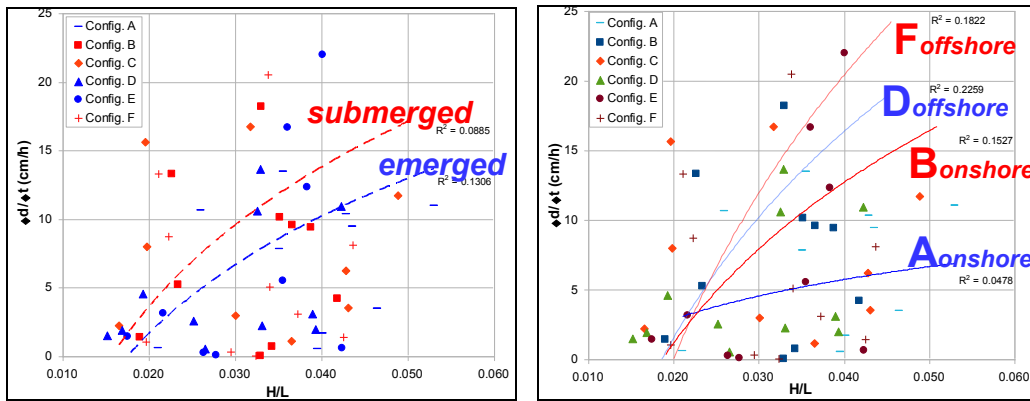 25
20
15
10
5
0
♦d/♦t (cm/h)
Config. A
Config. B
Config. C
Config. D
Config. E
Config. F
submerged
R² = 0.0885
emerged
R² = 0.1306
0.010 0.020 0.030 0.040 0.050 0.060
H/L
25
20
15
10
5
0
♦d/♦t (cm/h)
Config. A
Config. B
Config. C
Config. D
Config. E
Config. F
R² = 0.1822
Foffshore
R² = 0.2259
Doffshore
R² = 0.1527
Bonshore
Aonshore
R² = 0.0478
0.010 0.020 0.030 0.040 0.050 0.060
H/L